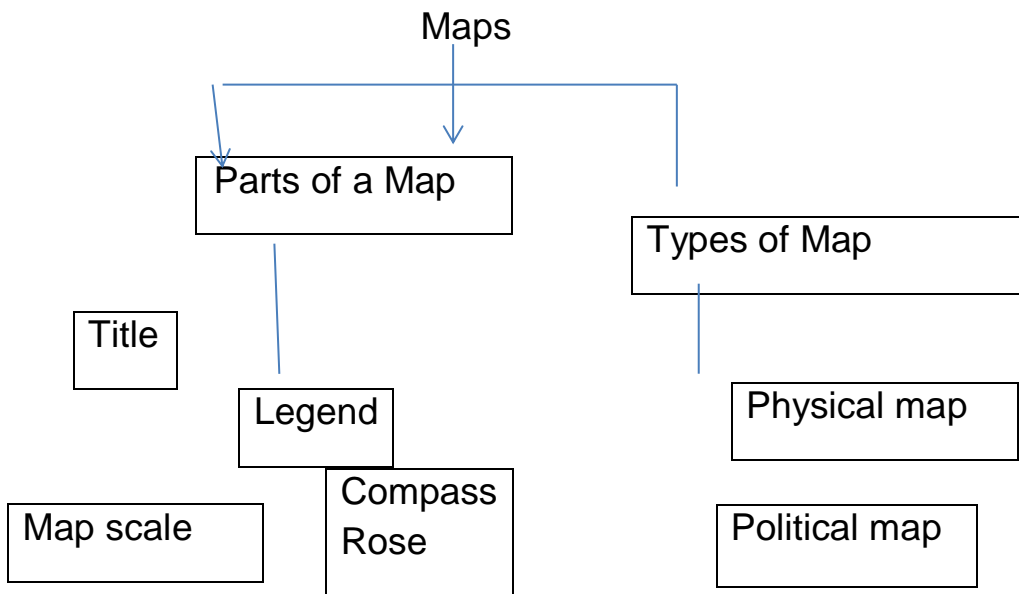 Maps
Parts of a Map
Types of Map
Title
Legend
Physical map
Compass
Rose
Map scale
Political map